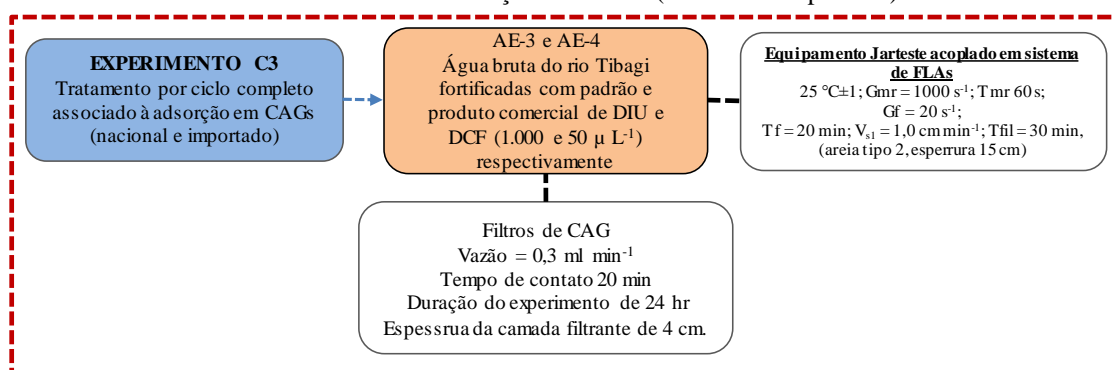 EXPERIMENTO C3
Tratamento por ciclo completo
associado à adsorção em CAGs
(nacional e importado)
AE-3 e AE-4
Água bruta do rio Tibagi
fortificadas com padrão e
produto comercial de DIU e
DCF (1.000 e 50 µ L⁻¹)
respectivamente
Equipamento Jarteste acoplado em sistema
de FLAs
25 °C±1; Gmr = 1000 s⁻¹; Tmr 60s;
Gf = 20 s⁻¹;
Tf = 20 min; Vs1 = 1,0 cm min⁻¹; Tfil = 30 min,
(areia tipo 2, esperrura 15 cm)
Filtros de CAG
Vazão = 0,3 ml min⁻¹
Tempo de contato 20 min
Duração do experimento de 24 hr
Espessrua da camada filtrante de 4 cm.